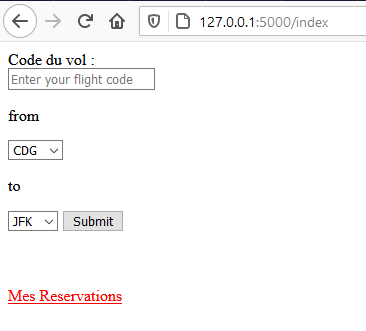 127.0.0.1:5000/index
Code du vol :
Enter your flight code
from
CDG
to
JFK Submit
Mes Reservations